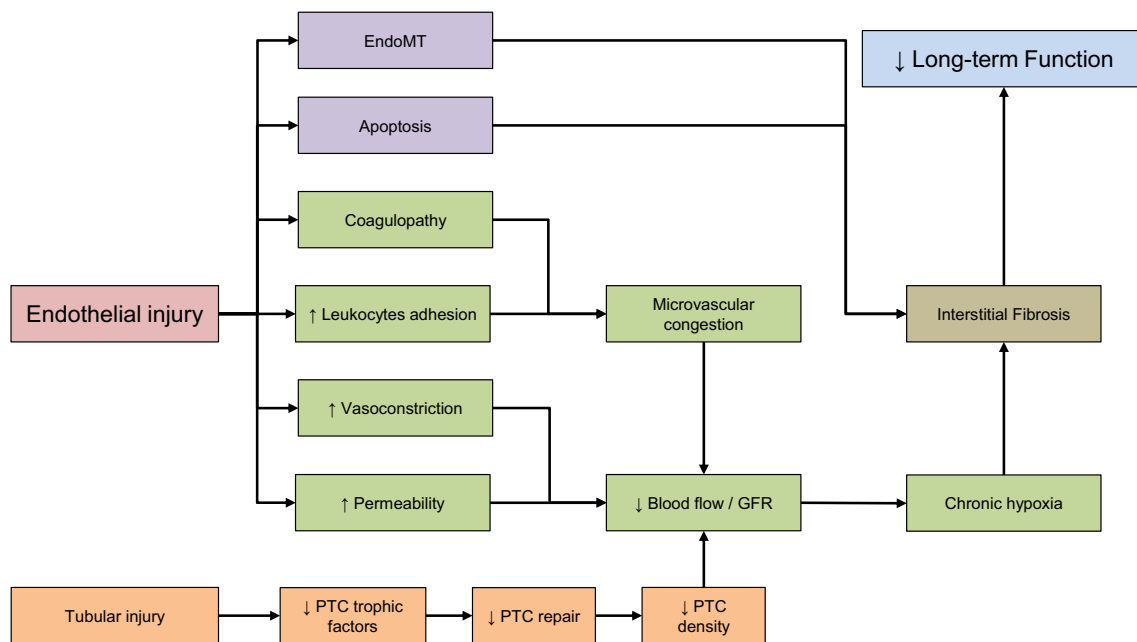 EndoMT
↓ Long-term Function
Apoptosis
Coagulopathy
Endothelial injury
↑ Leukocytes adhesion
Microvascular
congestion
Interstitial Fibrosis
↑ Vasoconstriction
↑ Permeability
↓ Blood flow / GFR
Chronic hypoxia
Tubular injury
↓ PTC trophic
factors
↓ PTC repair
↓ PTC
density